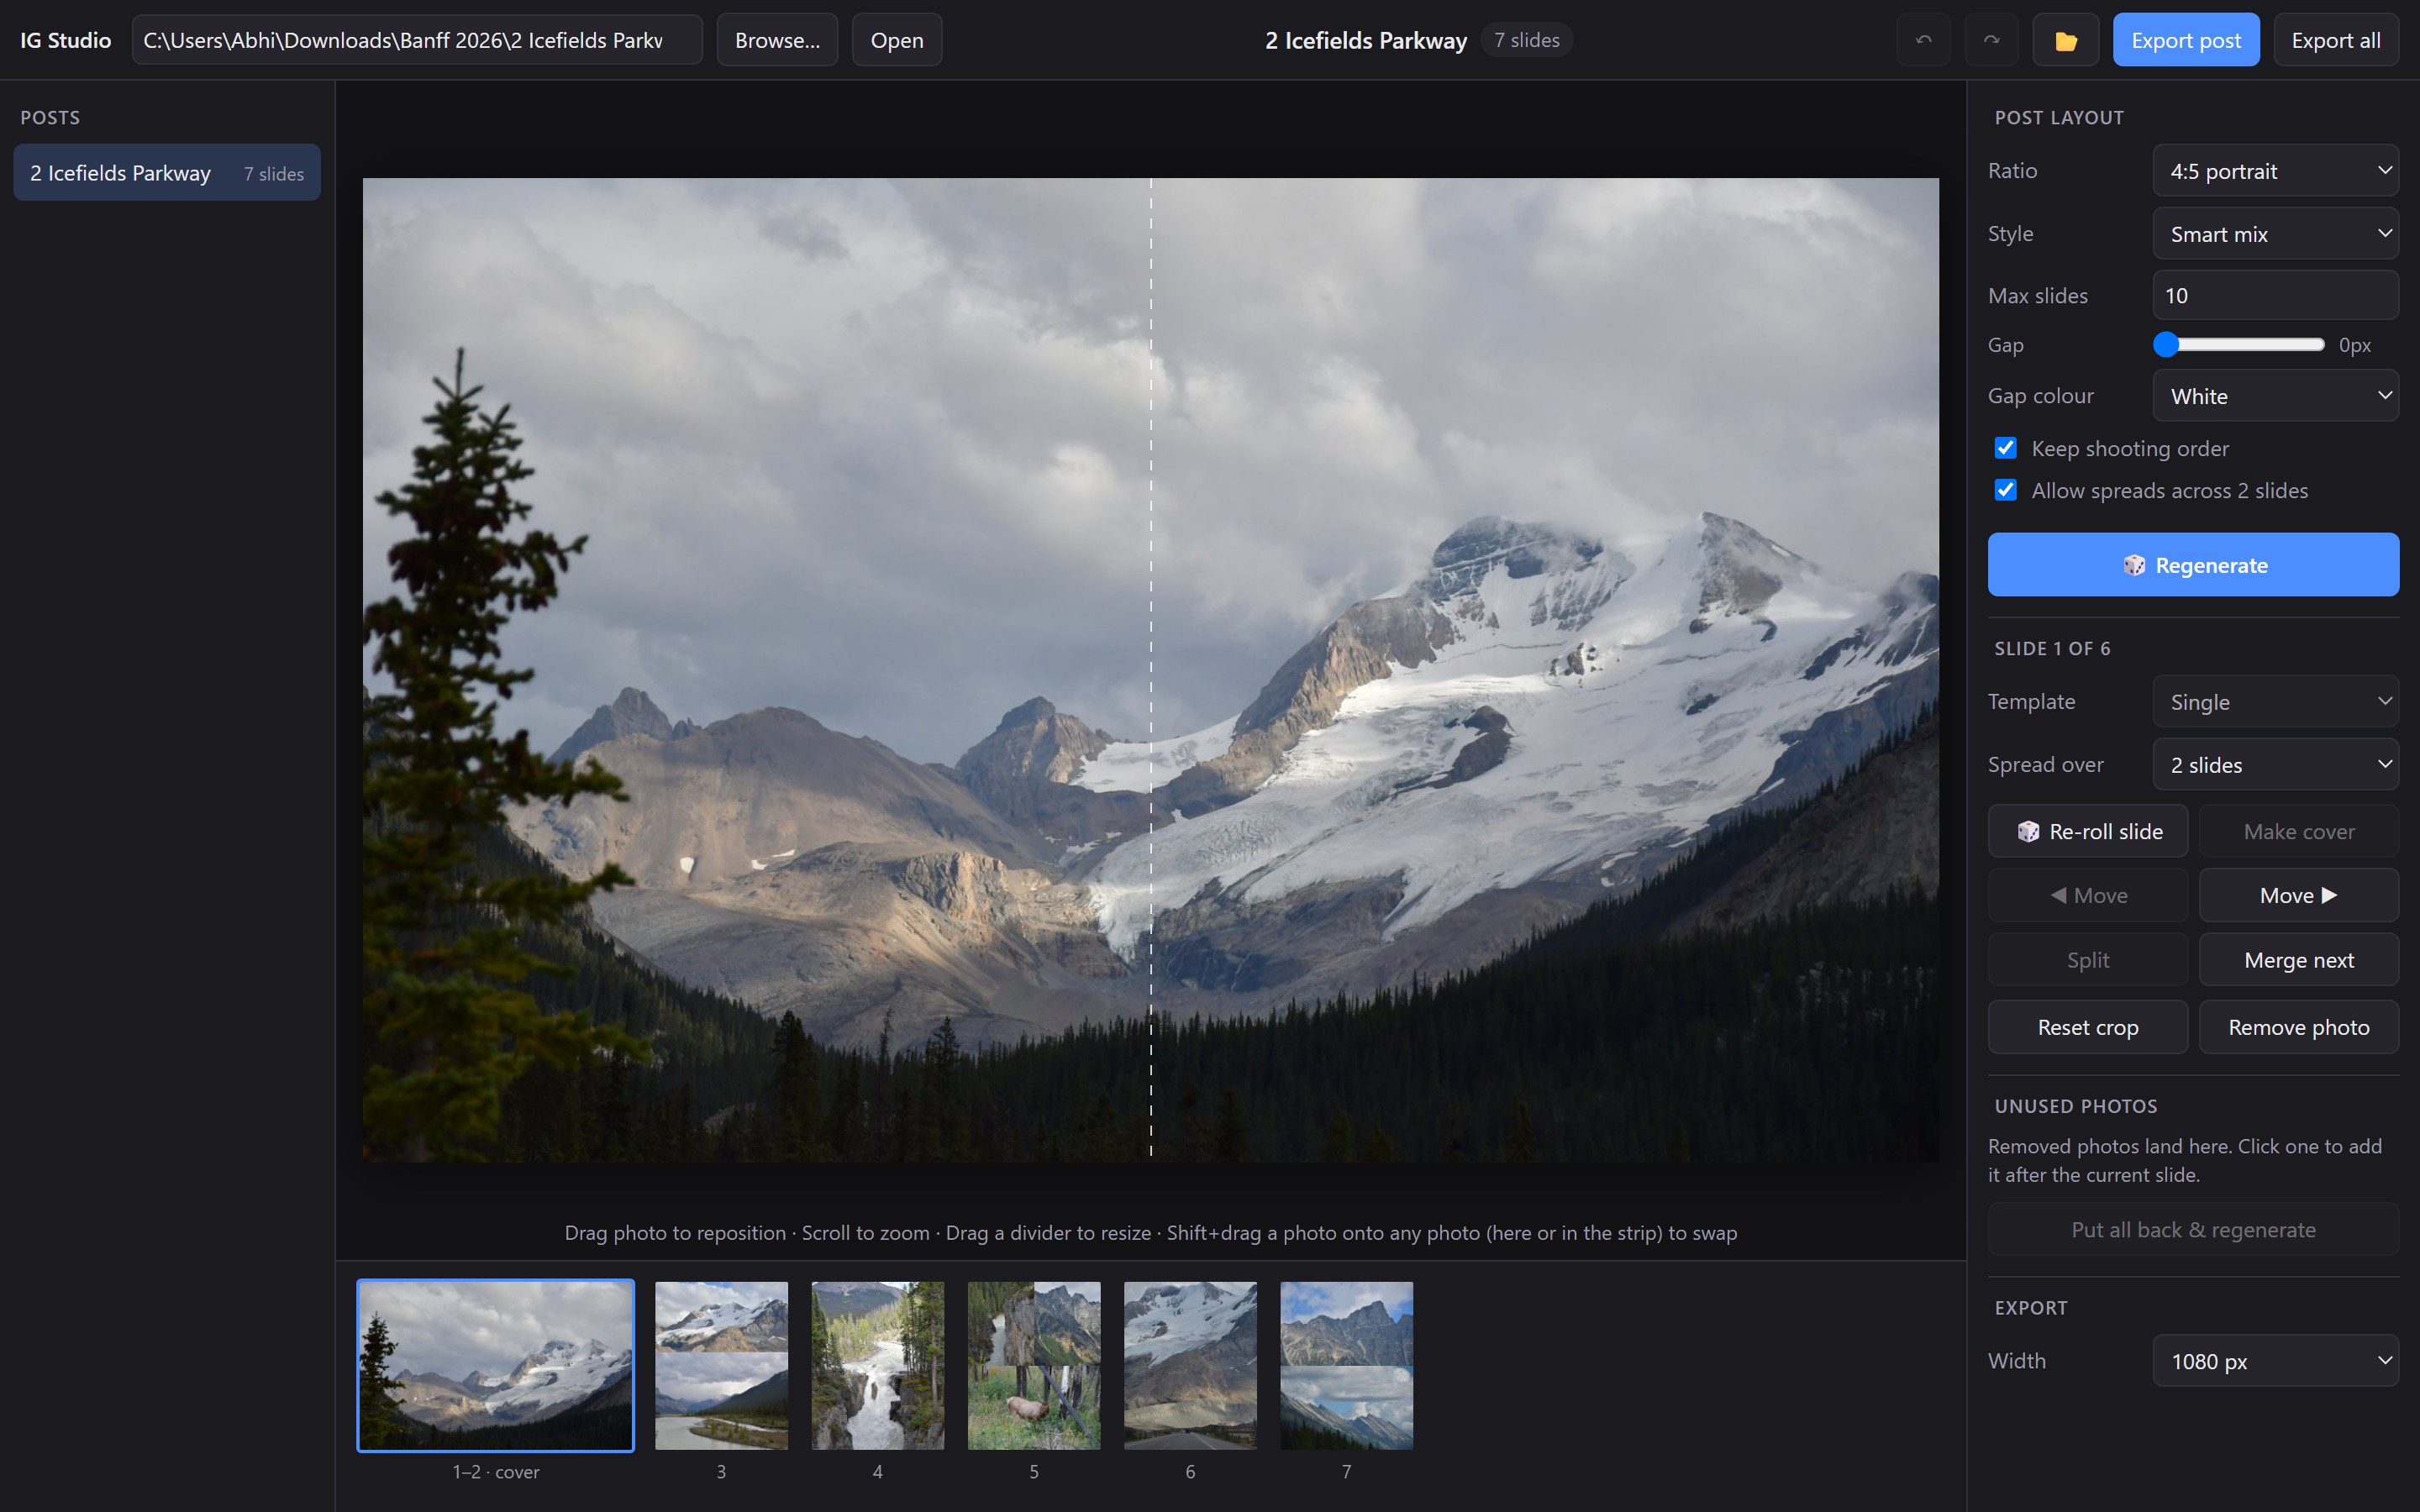 IG Studio
C:\Users\Abhi\Downloads\Banff 2026\2 Icefields Parkw
Browse...
Open
2 Icefields Parkway
7 slides
Export post
Export all
POSTS
2 Icefields Parkway 7 slides
Drag photo to reposition · Scroll to zoom · Drag a divider to resize · Shift+drag a photo onto any photo (here or in the strip) to swap
1–2 · cover
3
4
5
6
7
POST LAYOUT
Ratio 4:5 portrait
Style Smart mix
Max slides 10
Gap 0px
Gap colour White
Keep shooting order
Allow spreads across 2 slides
Regenerate
SLIDE 1 OF 6
Template Single
Spread over 2 slides
Re-roll slide
Make cover
◀ Move
Move ▶
Split
Merge next
Reset crop
Remove photo
UNUSED PHOTOS
Removed photos land here. Click one to add
it after the current slide.
Put all back & regenerate
EXPORT
Width 1080 px